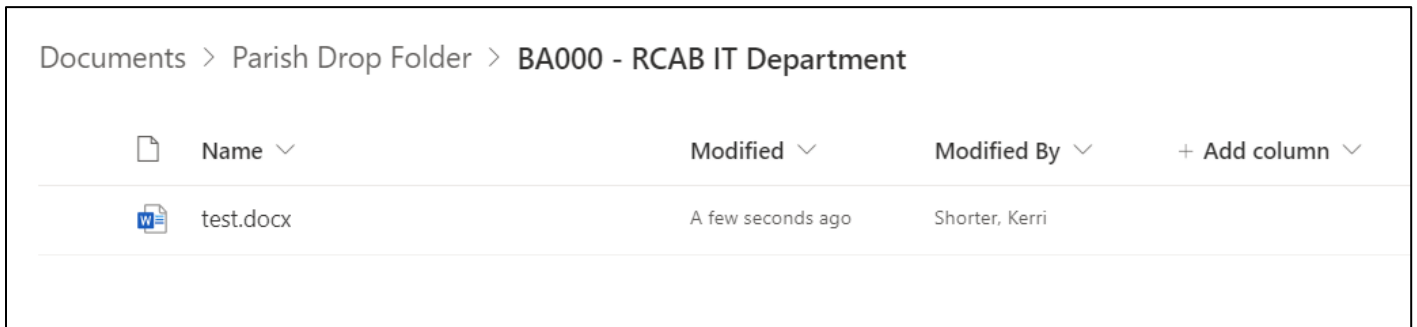 Documents > Parish Drop Folder > BA000 - RCAB IT Department
Name Modified Modified By + Add column
W test.docx A few seconds ago Shorter, Kerri